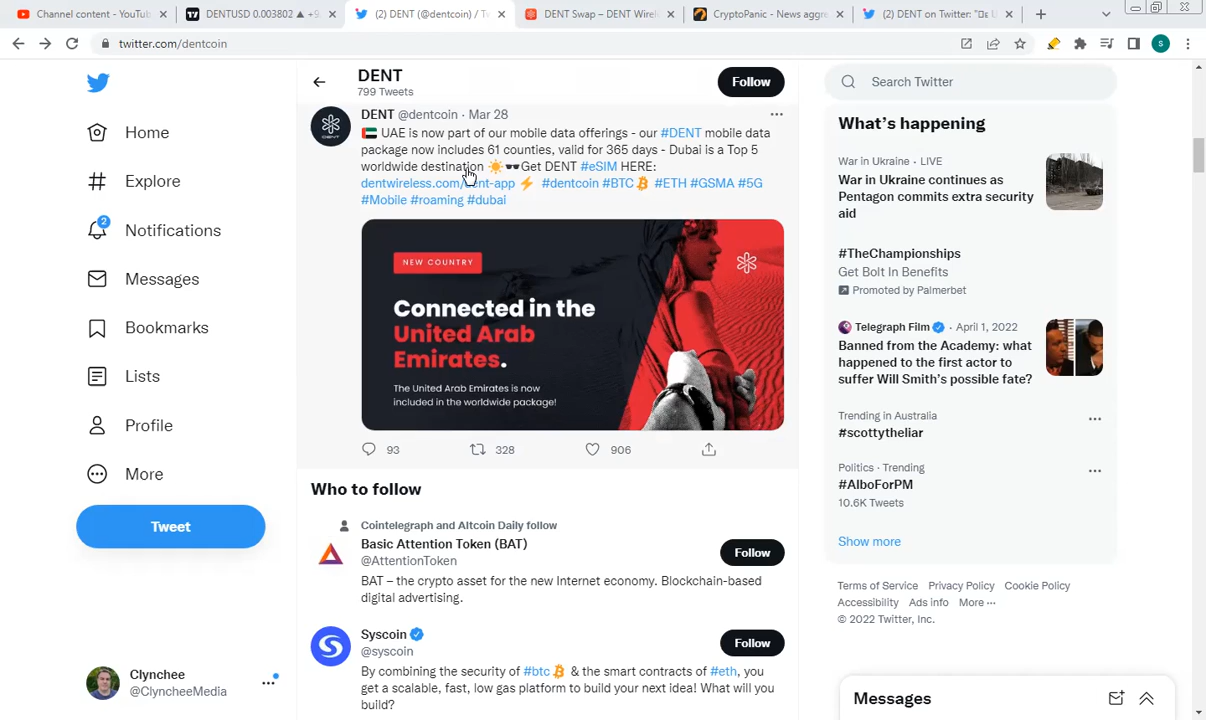 Channel content - YouTub
DENTUSD 0.003802 ▲ +9.
(2) DENT (@dentcoin) / Tw
DENT Swap – DENT Wirel
CryptoPanic - News aggre
(2) DENT on Twitter: "
twitter.com/dentcoin
S
DENT
799 Tweets
Follow
Search Twitter
Home
Explore
2
Notifications
Messages
Bookmarks
Lists
Profile
More
Tweet
Clynchee
@ClyncheeMedia
DENT @dentcoin · Mar 28
🇦🇪 UAE is now part of our mobile data offerings - our #DENT mobile data
package now includes 61 counties, valid for 365 days - Dubai is a Top 5
worldwide destination ☀️🕶️Get DENT #eSIM HERE:
dentwireless.com/dent-app ⚡ #dentcoin #BTC #ETH #GSMA #5G
#Mobile #roaming #dubai
DENT
NEW COUNTRY
Connected in the
United Arab
Emirates.
The United Arab Emirates is now
included in the worldwide package!
93
328
906
Who to follow
Cointelegraph and Altcoin Daily follow
Basic Attention Token (BAT)
@AttentionToken
Follow
BAT – the crypto asset for the new Internet economy. Blockchain-based
digital advertising.
Syscoin
@syscoin
Follow
By combining the security of #btc & the smart contracts of #eth, you
get a scalable, fast, low gas platform to build your next idea! What will you
build?
What's happening
War in Ukraine · LIVE
War in Ukraine continues as
Pentagon commits extra security
aid
#TheChampionships
Get Bolt In Benefits
Promoted by Palmerbet
Telegraph Film · April 1, 2022
Banned from the Academy: what
happened to the first actor to
suffer Will Smith's possible fate?
Trending in Australia
#scottytheliar
Politics · Trending
#AlboForPM
10.6K Tweets
Show more
Terms of Service Privacy Policy Cookie Policy
Accessibility Ads info More ···
© 2022 Twitter, Inc.
Messages